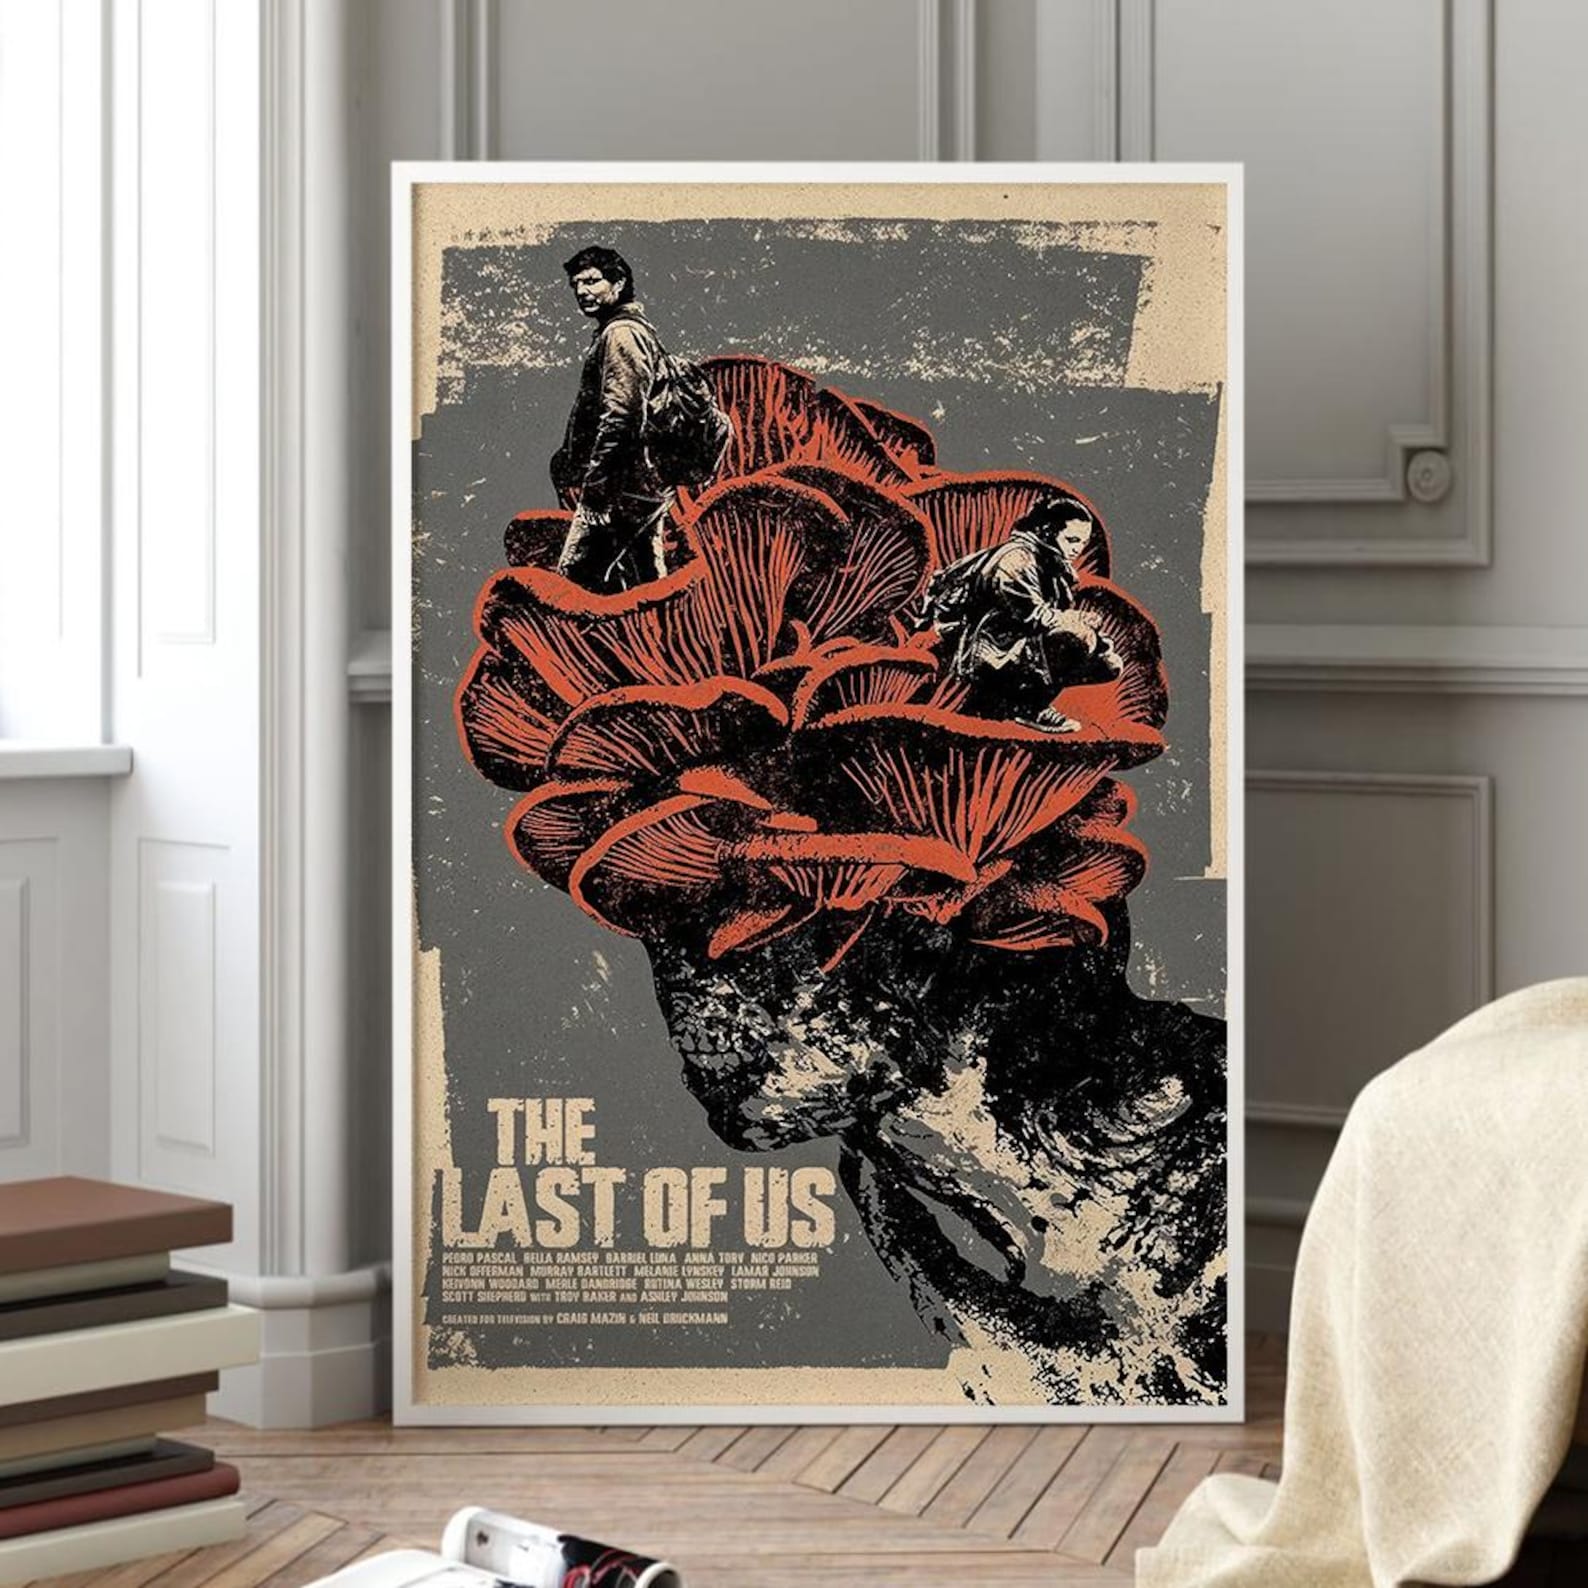 THE
LAST OF US
PEDRO PASCAL BELLA RAMSEY GABRIEL LUNA ANNA TORV NICO PARKER
NICK OFFERMAN MURRAY BARTLETT MELANIE LYNSKEY LAMAR JOHNSON
KEIVONN WOODARD MERLE DANDRIDGE RUTINA WESLEY STORM REID
SCOTT SHEPHERD WITH TROY BAKER AND ASHLEY JOHNSON
CREATED FOR TELEVISION BY CRAIG MAZIN & NEIL DRUCKMANN